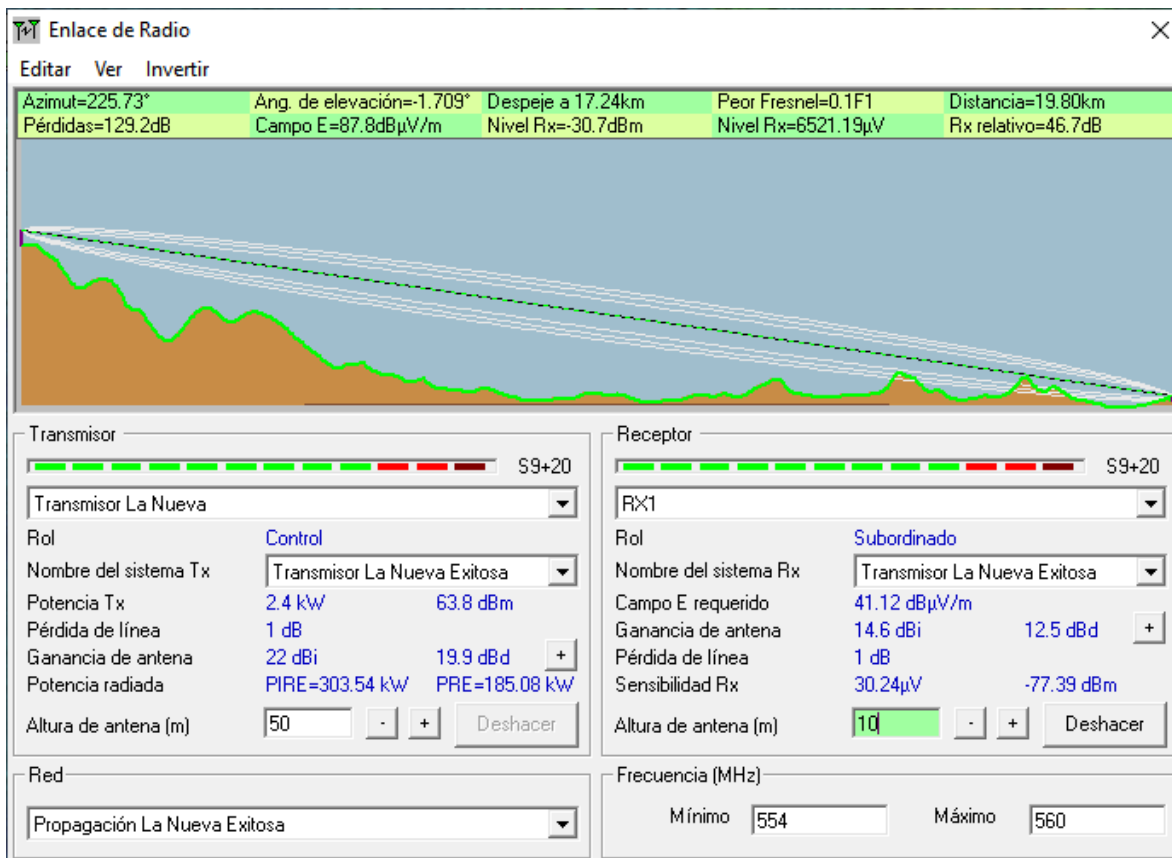 Enlace de Radio
Editar Ver Invertir
Azimut=225.73° Ang. de elevación=-1.709° Despeje a 17.24km Peor Fresnel=0.1F1 Distancia=19.80km
Pérdidas=129.2dB Campo E=87.8dBµV/m Nivel Rx=-30.7dBm Nivel Rx=6521.19µV Rx relativo=46.7dB
Transmisor
S9+20
Transmisor La Nueva
Rol Control
Nombre del sistema Tx Transmisor La Nueva Exitosa
Potencia Tx 2.4 kW 63.8 dBm
Pérdida de línea 1 dB
Ganancia de antena 22 dBi 19.9 dBd +
Potencia radiada PIRE=303.54 kW PRE=185.08 kW
Altura de antena (m) 50 - + Deshacer
Red
Propagación La Nueva Exitosa
Receptor
S9+20
RX1
Rol Subordinado
Nombre del sistema Rx Transmisor La Nueva Exitosa
Campo E requerido 41.12 dBµV/m
Ganancia de antena 14.6 dBi 12.5 dBd +
Pérdida de línea 1 dB
Sensibilidad Rx 30.24µV -77.39 dBm
Altura de antena (m) 10 - + Deshacer
Frecuencia (MHz)
Mínimo 554 Máximo 560